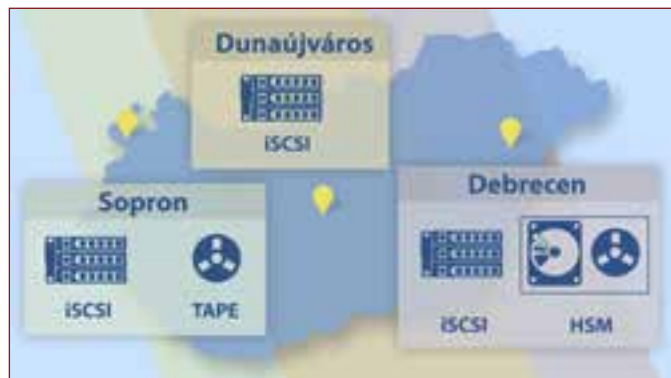 Dunaújváros
iSCSI
Sopron
iSCSI TAPE
Debrecen
iSCSI HSM